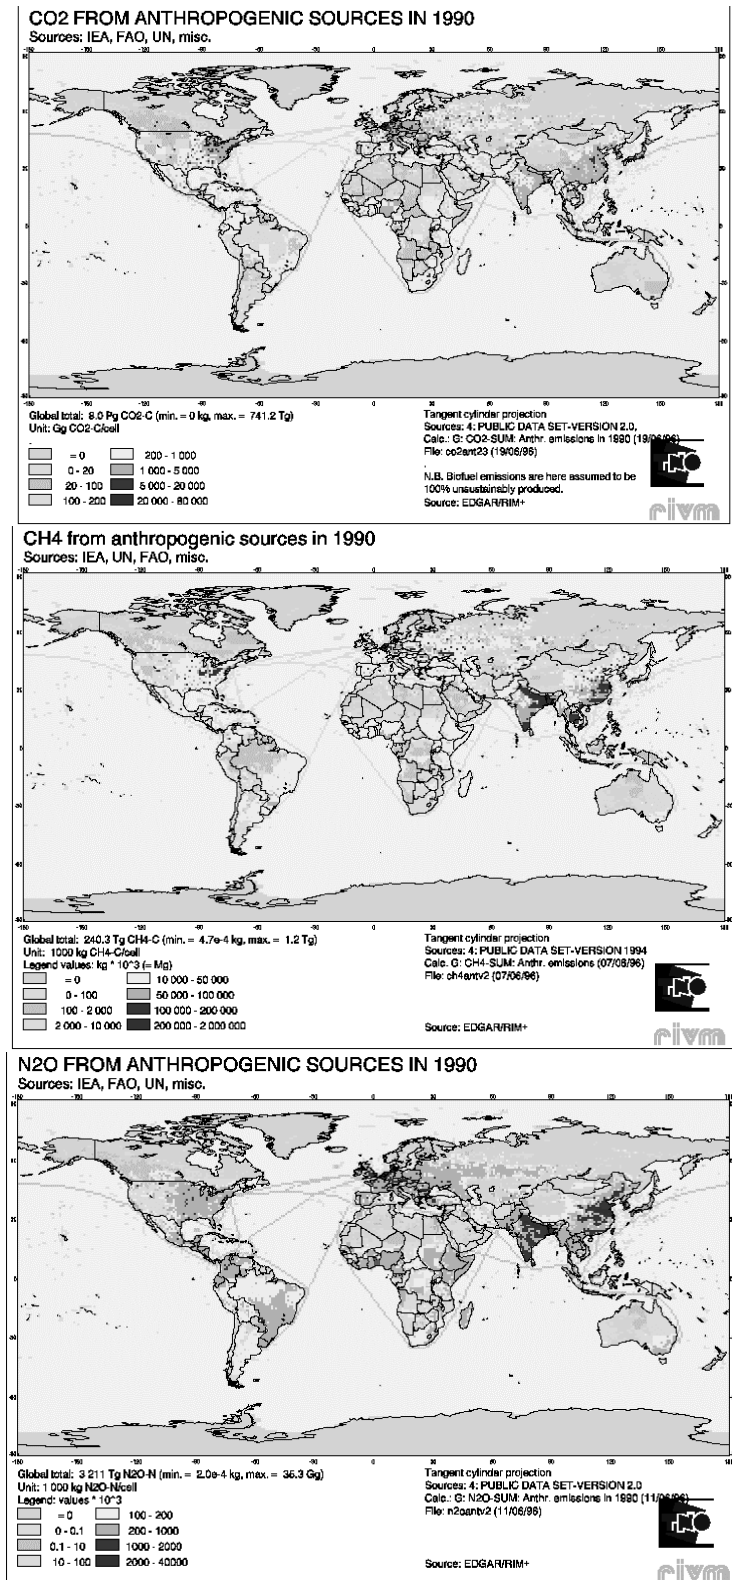 CO2 FROM ANTHROPOGENIC SOURCES IN 1990
Sources: IEA, FAO, UN, misc.
Global total: 8.0 Pg CO2-C (min. = 0 kg, max. = 741.2 Tg)
Unit: Gg CO2-C/cell
= 0
0 - 20
20 - 100
100 - 200
200 - 1 000
1 000 - 5 000
5 000 - 20 000
20 000 - 80 000
Tangent cylinder projection
Sources: 4: PUBLIC DATA SET-VERSION 2.0,
Calc.: G: CO2-SUM: Anthr. emissions in 1990 (19/06/96)
File: co2ant23 (19/06/96)
N.B. Biofuel emissions are here assumed to be
100% unsustainably produced.
Source: EDGAR/RIM+
rivm
CH4 from anthropogenic sources in 1990
Sources: IEA, UN, FAO, misc.
Global total: 240.3 Tg CH4-C (min. = 4.7e-4 kg, max. = 1.2 Tg)
Unit: 1000 kg CH4-C/cell
Legend values: kg * 10^3 (= Mg)
= 0
0 - 100
100 - 2 000
2 000 - 10 000
10 000 - 50 000
50 000 - 100 000
100 000 - 200 000
200 000 - 2 000 000
Tangent cylinder projection
Sources: 4: PUBLIC DATA SET-VERSION 1994
Calc. G: CH4-SUM: Anthr. emissions (07/06/96)
File: ch4antv2 (07/06/96)
Source: EDGAR/RIM+
rivm
N2O FROM ANTHROPOGENIC SOURCES IN 1990
Sources: IEA, FAO, UN, misc.
Global total: 3 211 Tg N2O-N (min. = 2.0e-4 kg, max. = 35.3 Gg)
Unit: 1 000 kg N2O-N/cell
Legend: values * 10^3
= 0
0 - 0.1
0.1 - 10
10 - 100
100 - 200
200 - 1000
1000 - 2000
2000 - 40000
Tangent cylinder projection
Sources: 4: PUBLIC DATA SET-VERSION 2.0
Calc.: G: N2O-SUM: Anthr. emissions in 1990 (11/06/96)
File: n2oantv2 (11/06/96)
Source: EDGAR/RIM+
rivm